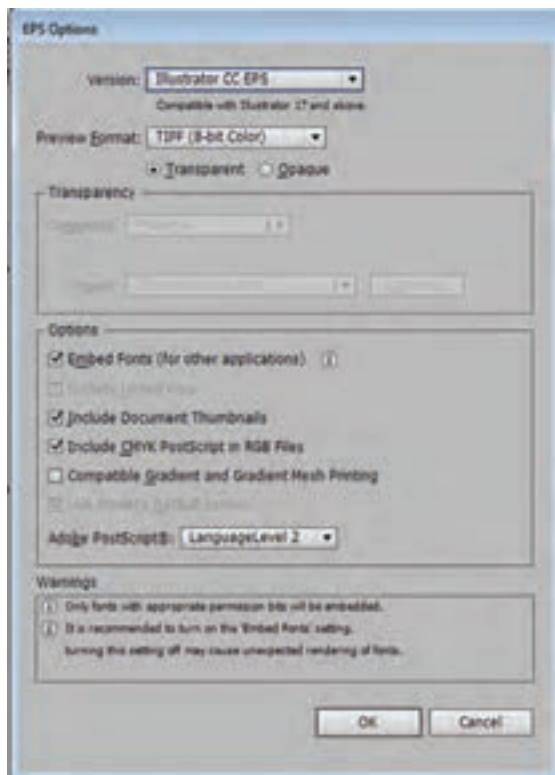 EPS Options
Version: Illustrator CC EPS
Compatible with Illustrator 17 and above.
Preview Format: TIFF (8-bit Color)
Transparent Opaque
Transparency
Options
Embed Fonts (for other applications)
Include Linked Files
Include Document Thumbnails
Include CMYK PostScript in RGB Files
Compatible Gradient and Gradient Mesh Printing
Adobe PostScript®: LanguageLevel 2
Warnings
Only fonts with appropriate permission bits will be embedded.
It is recommended to turn on the 'Embed Fonts' setting,
turning this setting off may cause unexpected rendering of fonts.
OK Cancel